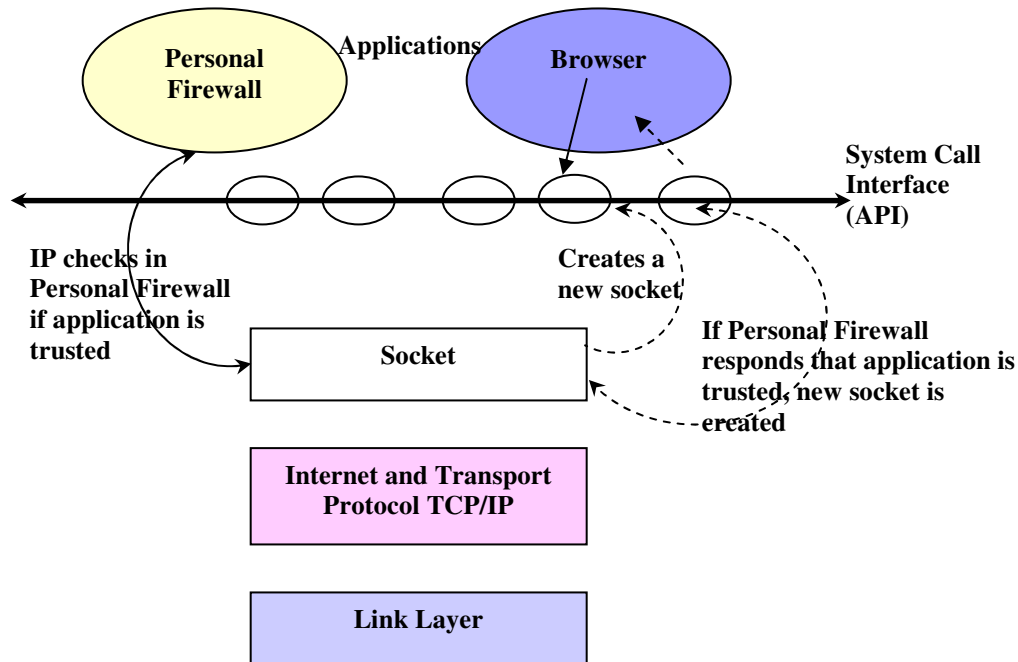 Applications
Personal
Firewall
Browser
System Call
Interface
(API)
IP checks in
Personal Firewall
if application is
trusted
Creates a
new socket
If Personal Firewall
responds that application is
trusted, new socket is
created
Socket
Internet and Transport
Protocol TCP/IP
Link Layer